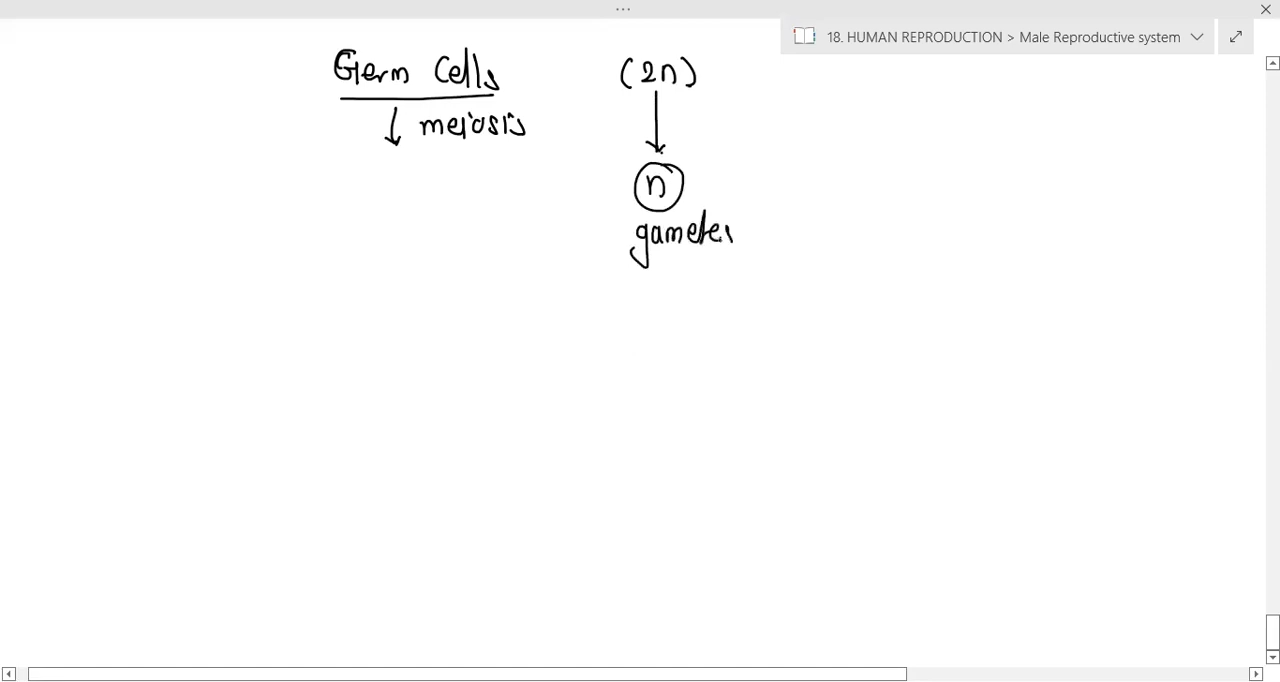 18. HUMAN REPRODUCTION > Male Reproductive system
Germ Cells (2n)
↓ meiosis
n
gametes